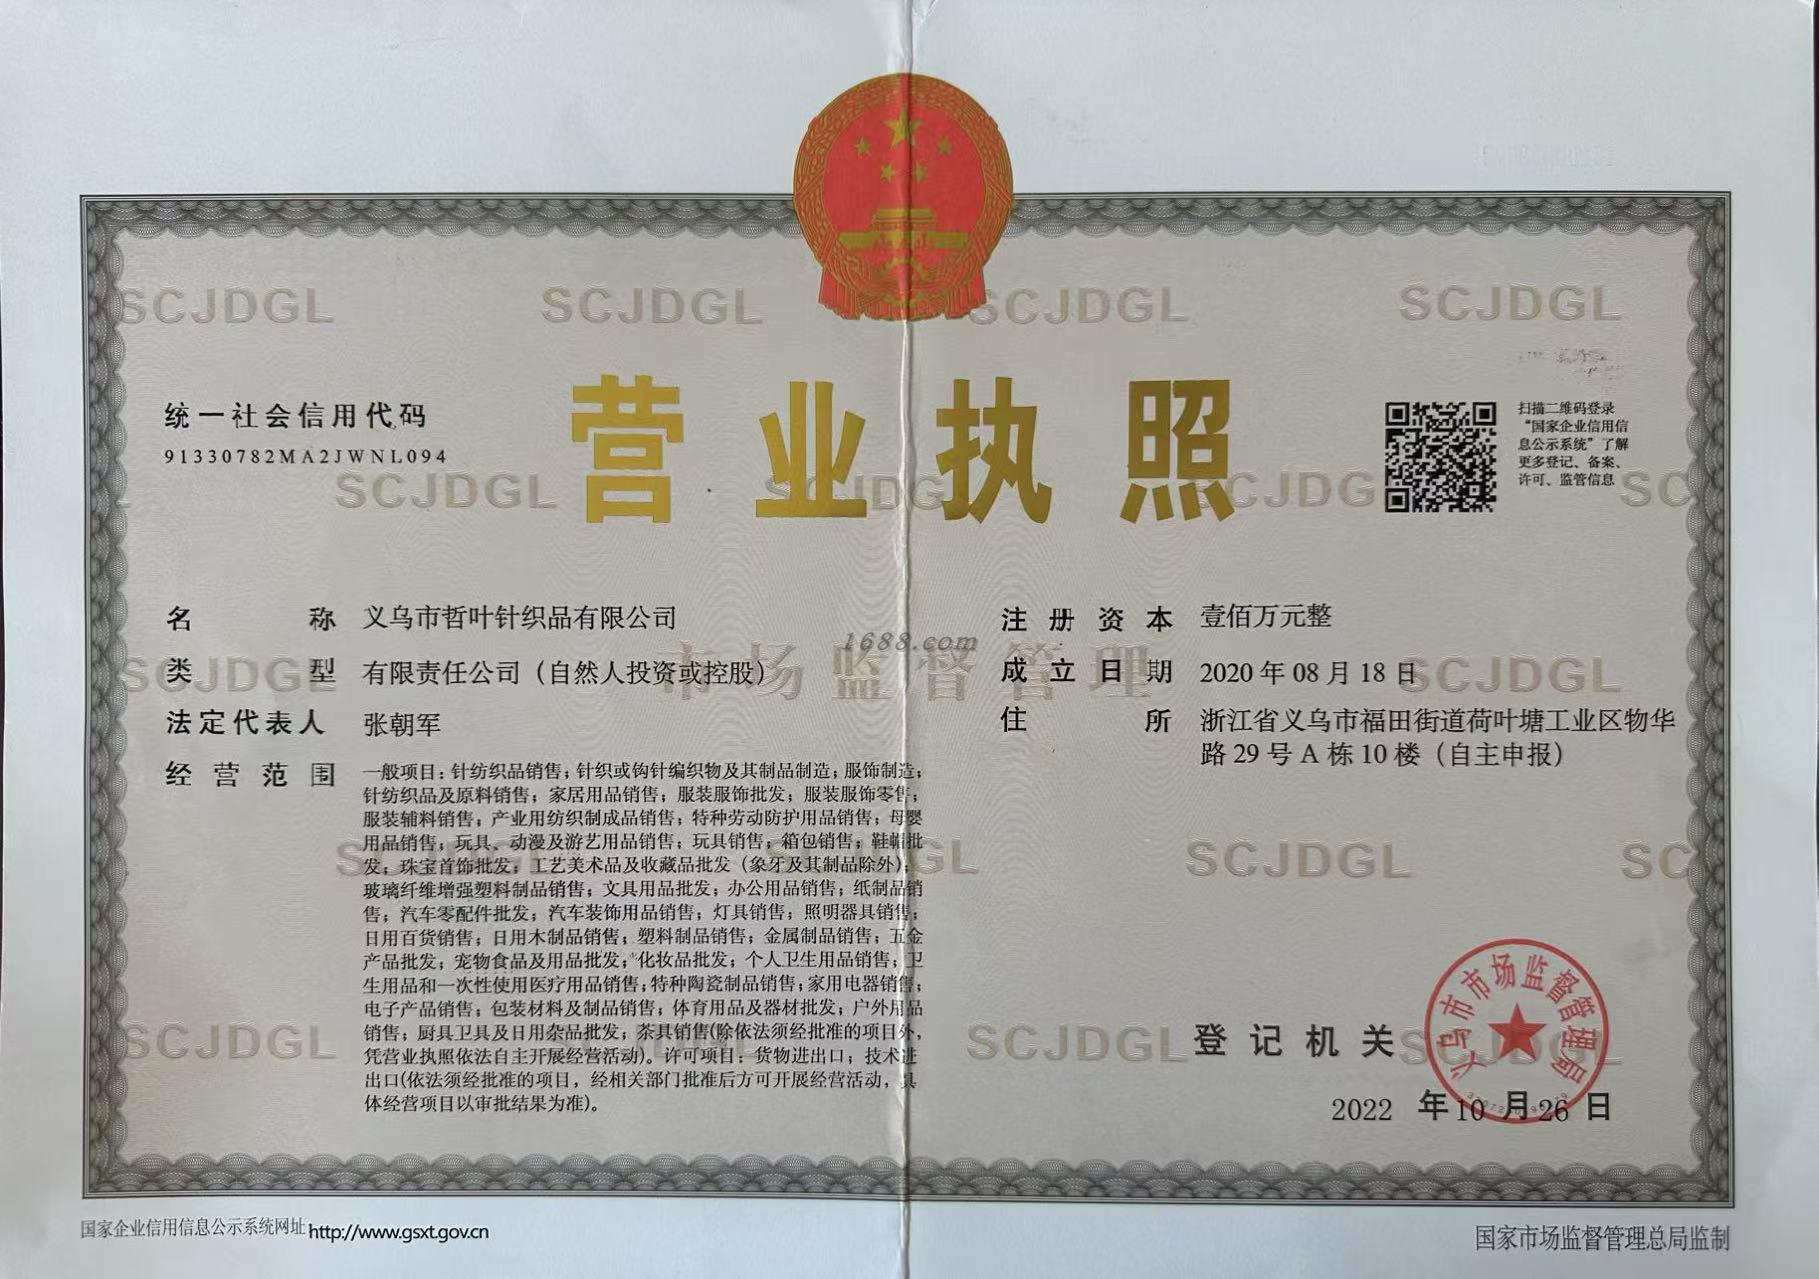 SCJDGL SCJDGL SCJDGL SCJDGL
统一社会信用代码
91330782MA2JWNL094
营业执照
扫描二维码登录
“国家企业信用信
息公示系统”了解
更多登记、备案、
许可、监管信息
SCJDGL SCJDGL SCJDGL SC
名称 义乌市哲叶针织品有限公司
类型 有限责任公司（自然人投资或控股）
法定代表人 张朝军
经营范围 一般项目：针纺织品销售；针织或钩针编织物及其制品制造；服饰制造；
针纺织品及原料销售；家居用品销售；服装服饰批发；服装服饰零售；
服装辅料销售；产业用纺织制成品销售；特种劳动防护用品销售；母婴
用品销售；玩具、动漫及游艺用品销售；玩具销售；箱包销售；鞋帽批
发；珠宝首饰批发；工艺美术品及收藏品批发（象牙及其制品除外）；
玻璃纤维增强塑料制品销售；文具用品批发；办公用品销售；纸制品销
售；汽车零配件批发；汽车装饰用品销售；灯具销售；照明器具销售；
日用百货销售；日用木制品销售；塑料制品销售；金属制品销售；五金
产品批发；宠物食品及用品批发；化妆品批发；个人卫生用品销售；卫
生用品和一次性使用医疗用品销售；特种陶瓷制品销售；家用电器销售；
电子产品销售；包装材料及制品销售；体育用品及器材批发；户外用品
销售；厨具卫具及日用杂品批发；茶具销售(除依法须经批准的项目外，
凭营业执照依法自主开展经营活动)。许可项目：货物进出口；技术进
出口(依法须经批准的项目，经相关部门批准后方可开展经营活动，具
体经营项目以审批结果为准)。
1688.com
市场监督管理
注册资本 壹佰万元整
成立日期 2020年08月18日
住所 浙江省义乌市福田街道荷叶塘工业区物华
路29号A栋10楼（自主申报）
SCJDGL SCJDGL
SCJDGL SC
SCJDGL SCJDGL
登记机关
义乌市市场监督管理局
2022 年 10 月 26 日
国家企业信用信息公示系统网址 http://www.gsxt.gov.cn
国家市场监督管理总局监制